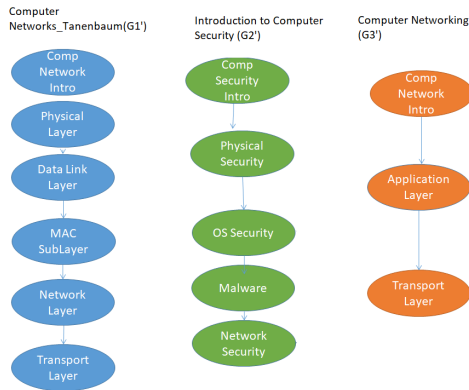 Computer
Networks_Tanenbaum(G1')
Comp
Network
Intro
Physical
Layer
Data Link
Layer
MAC
SubLayer
Network
Layer
Transport
Layer
Introduction to Computer
Security (G2')
Comp
Security
Intro
Physical
Security
OS Security
Malware
Network
Security
Computer Networking
(G3')
Comp
Network
Intro
Application
Layer
Transport
Layer